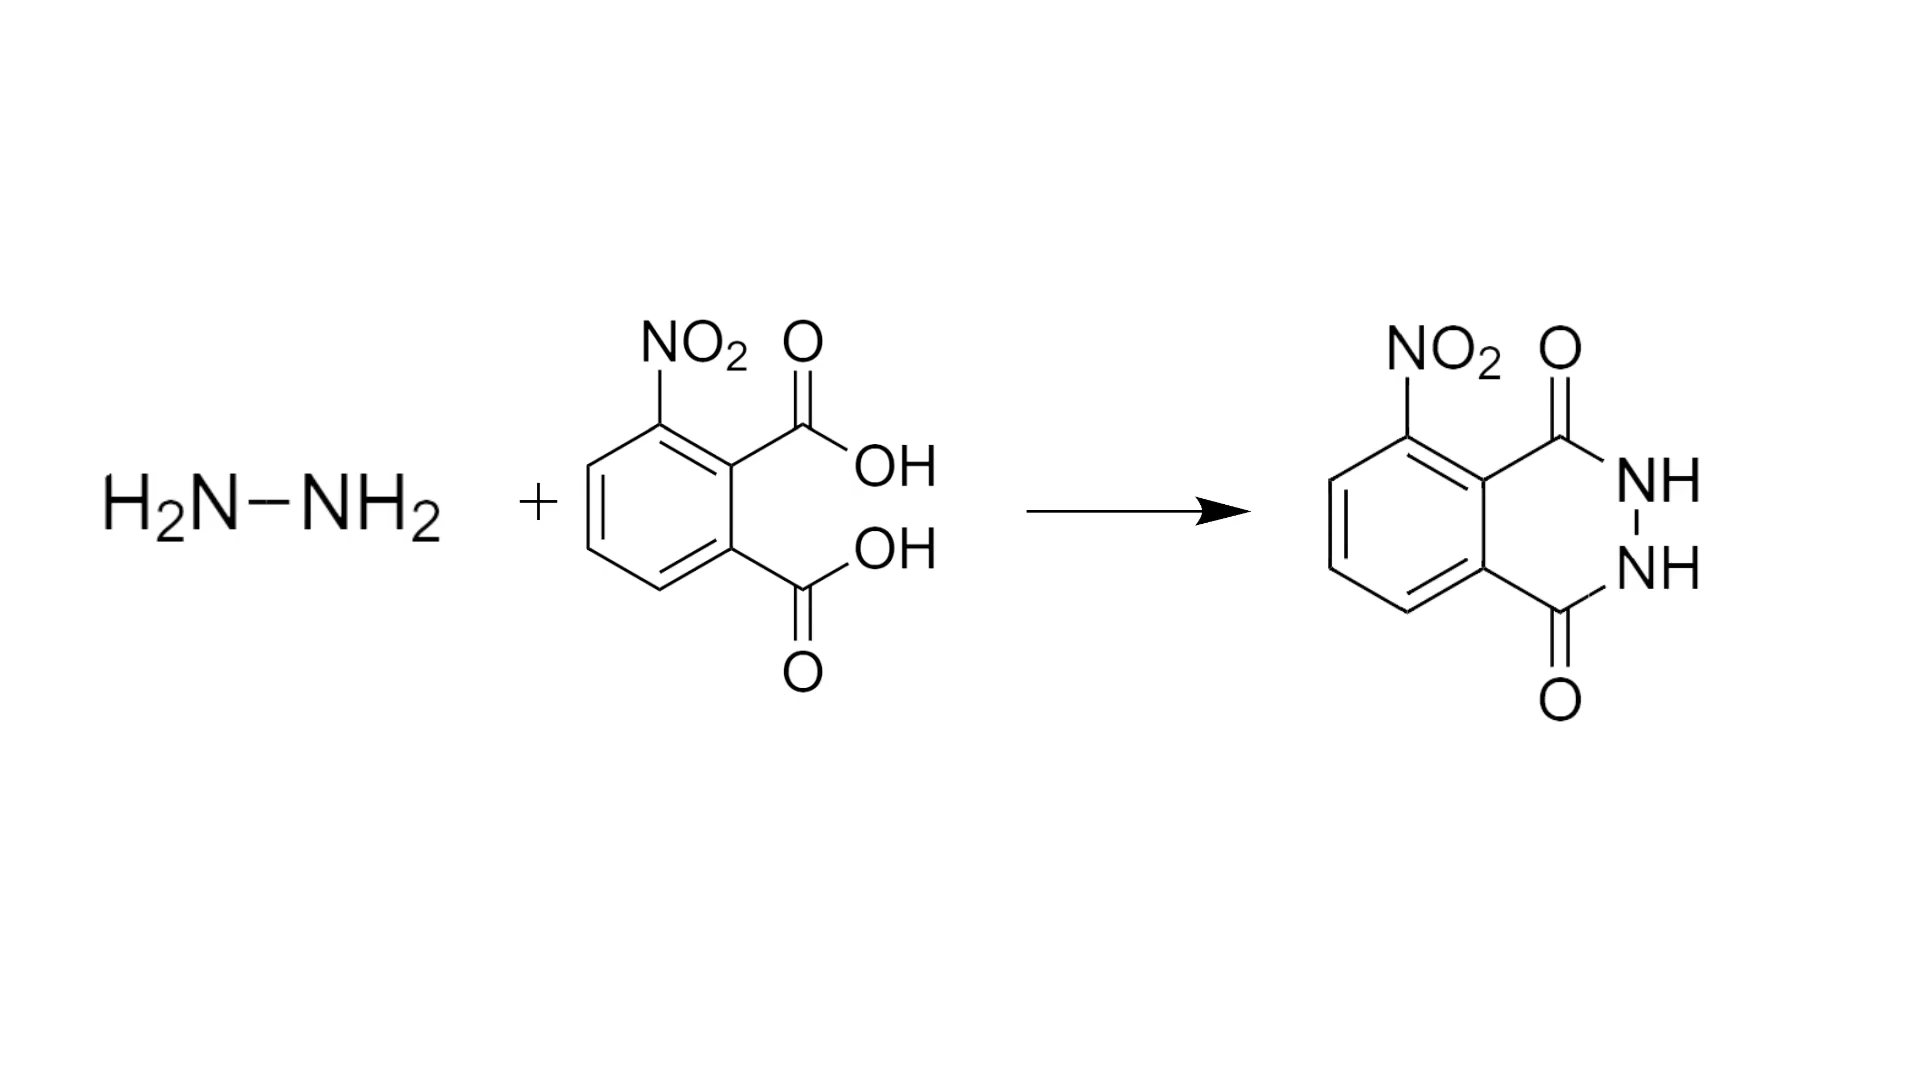 NO₂ O
OH
H₂N–NH₂ +
OH
O
NO₂ O
NH
NH
O